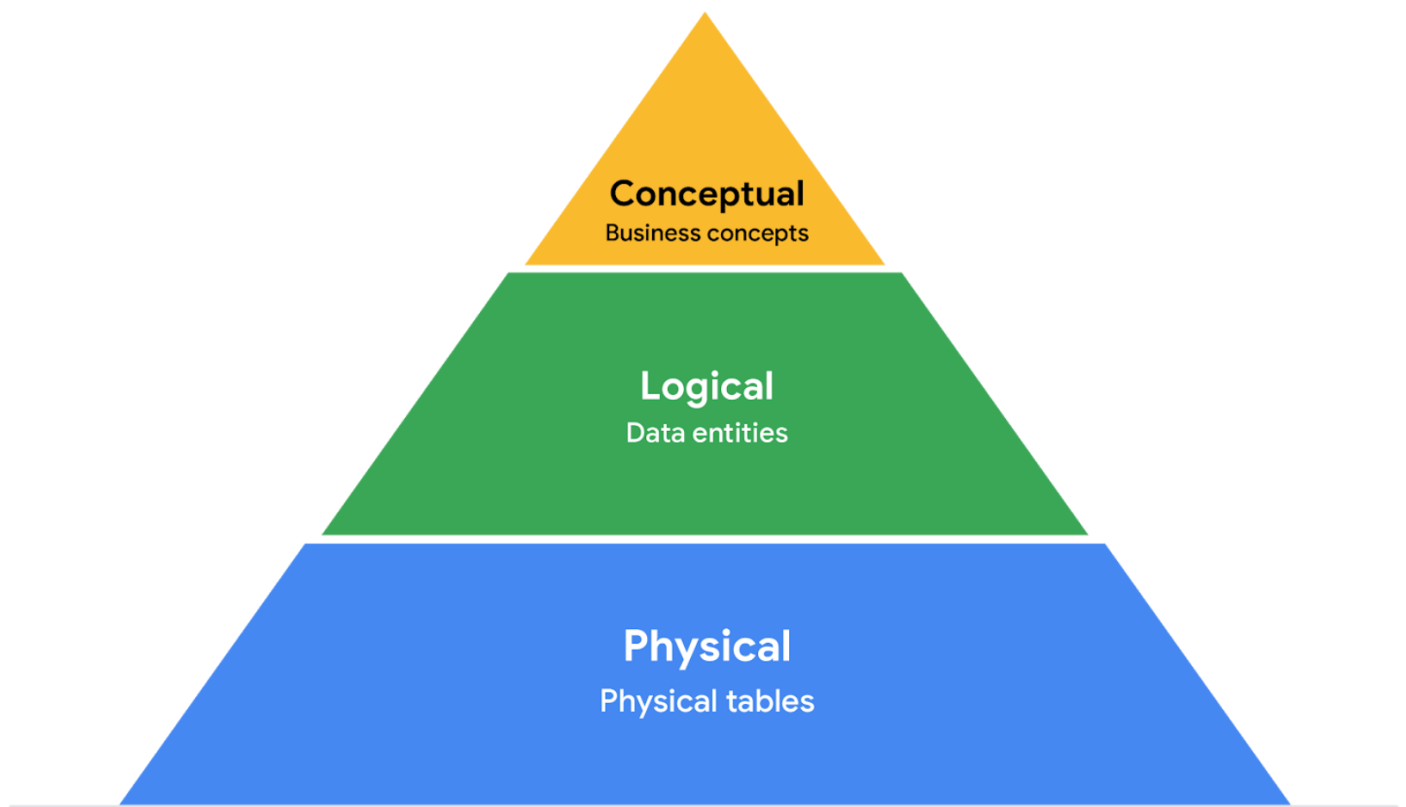 Conceptual
Business concepts
Logical
Data entities
Physical
Physical tables